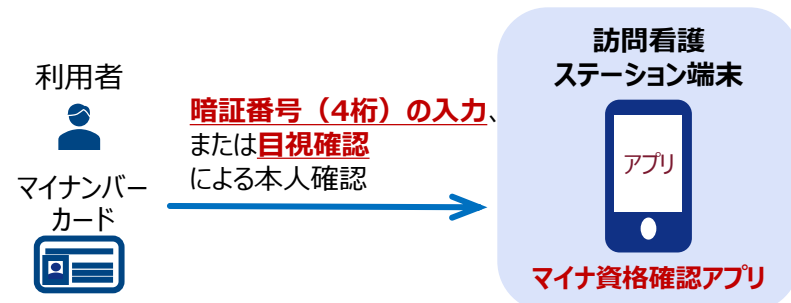 利用者
マイナンバー
カード
暗証番号（4桁）の入力、
または目視確認
による本人確認
訪問看護
ステーション端末
アプリ
マイナ資格確認アプリ